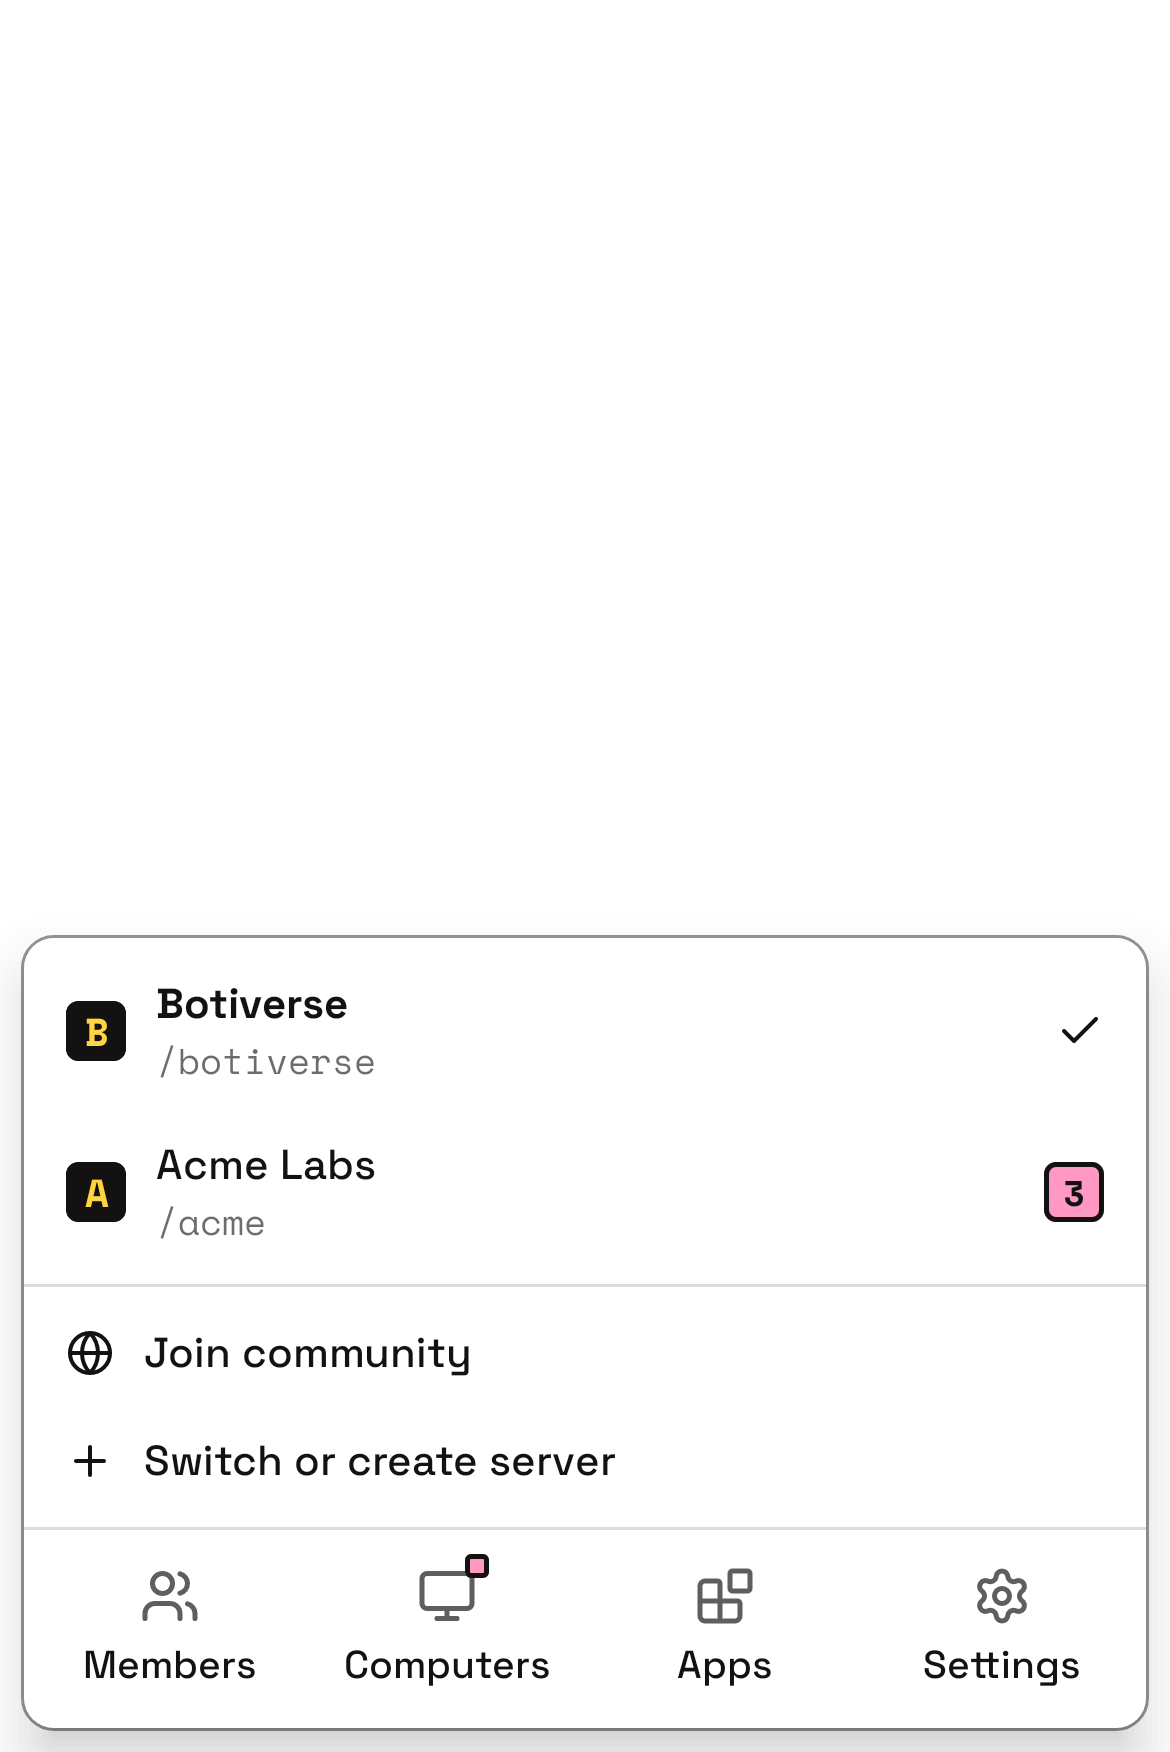 B
Botiverse
/botiverse
A
Acme Labs
/acme
3
Join community
Switch or create server
Members
Computers
Apps
Settings